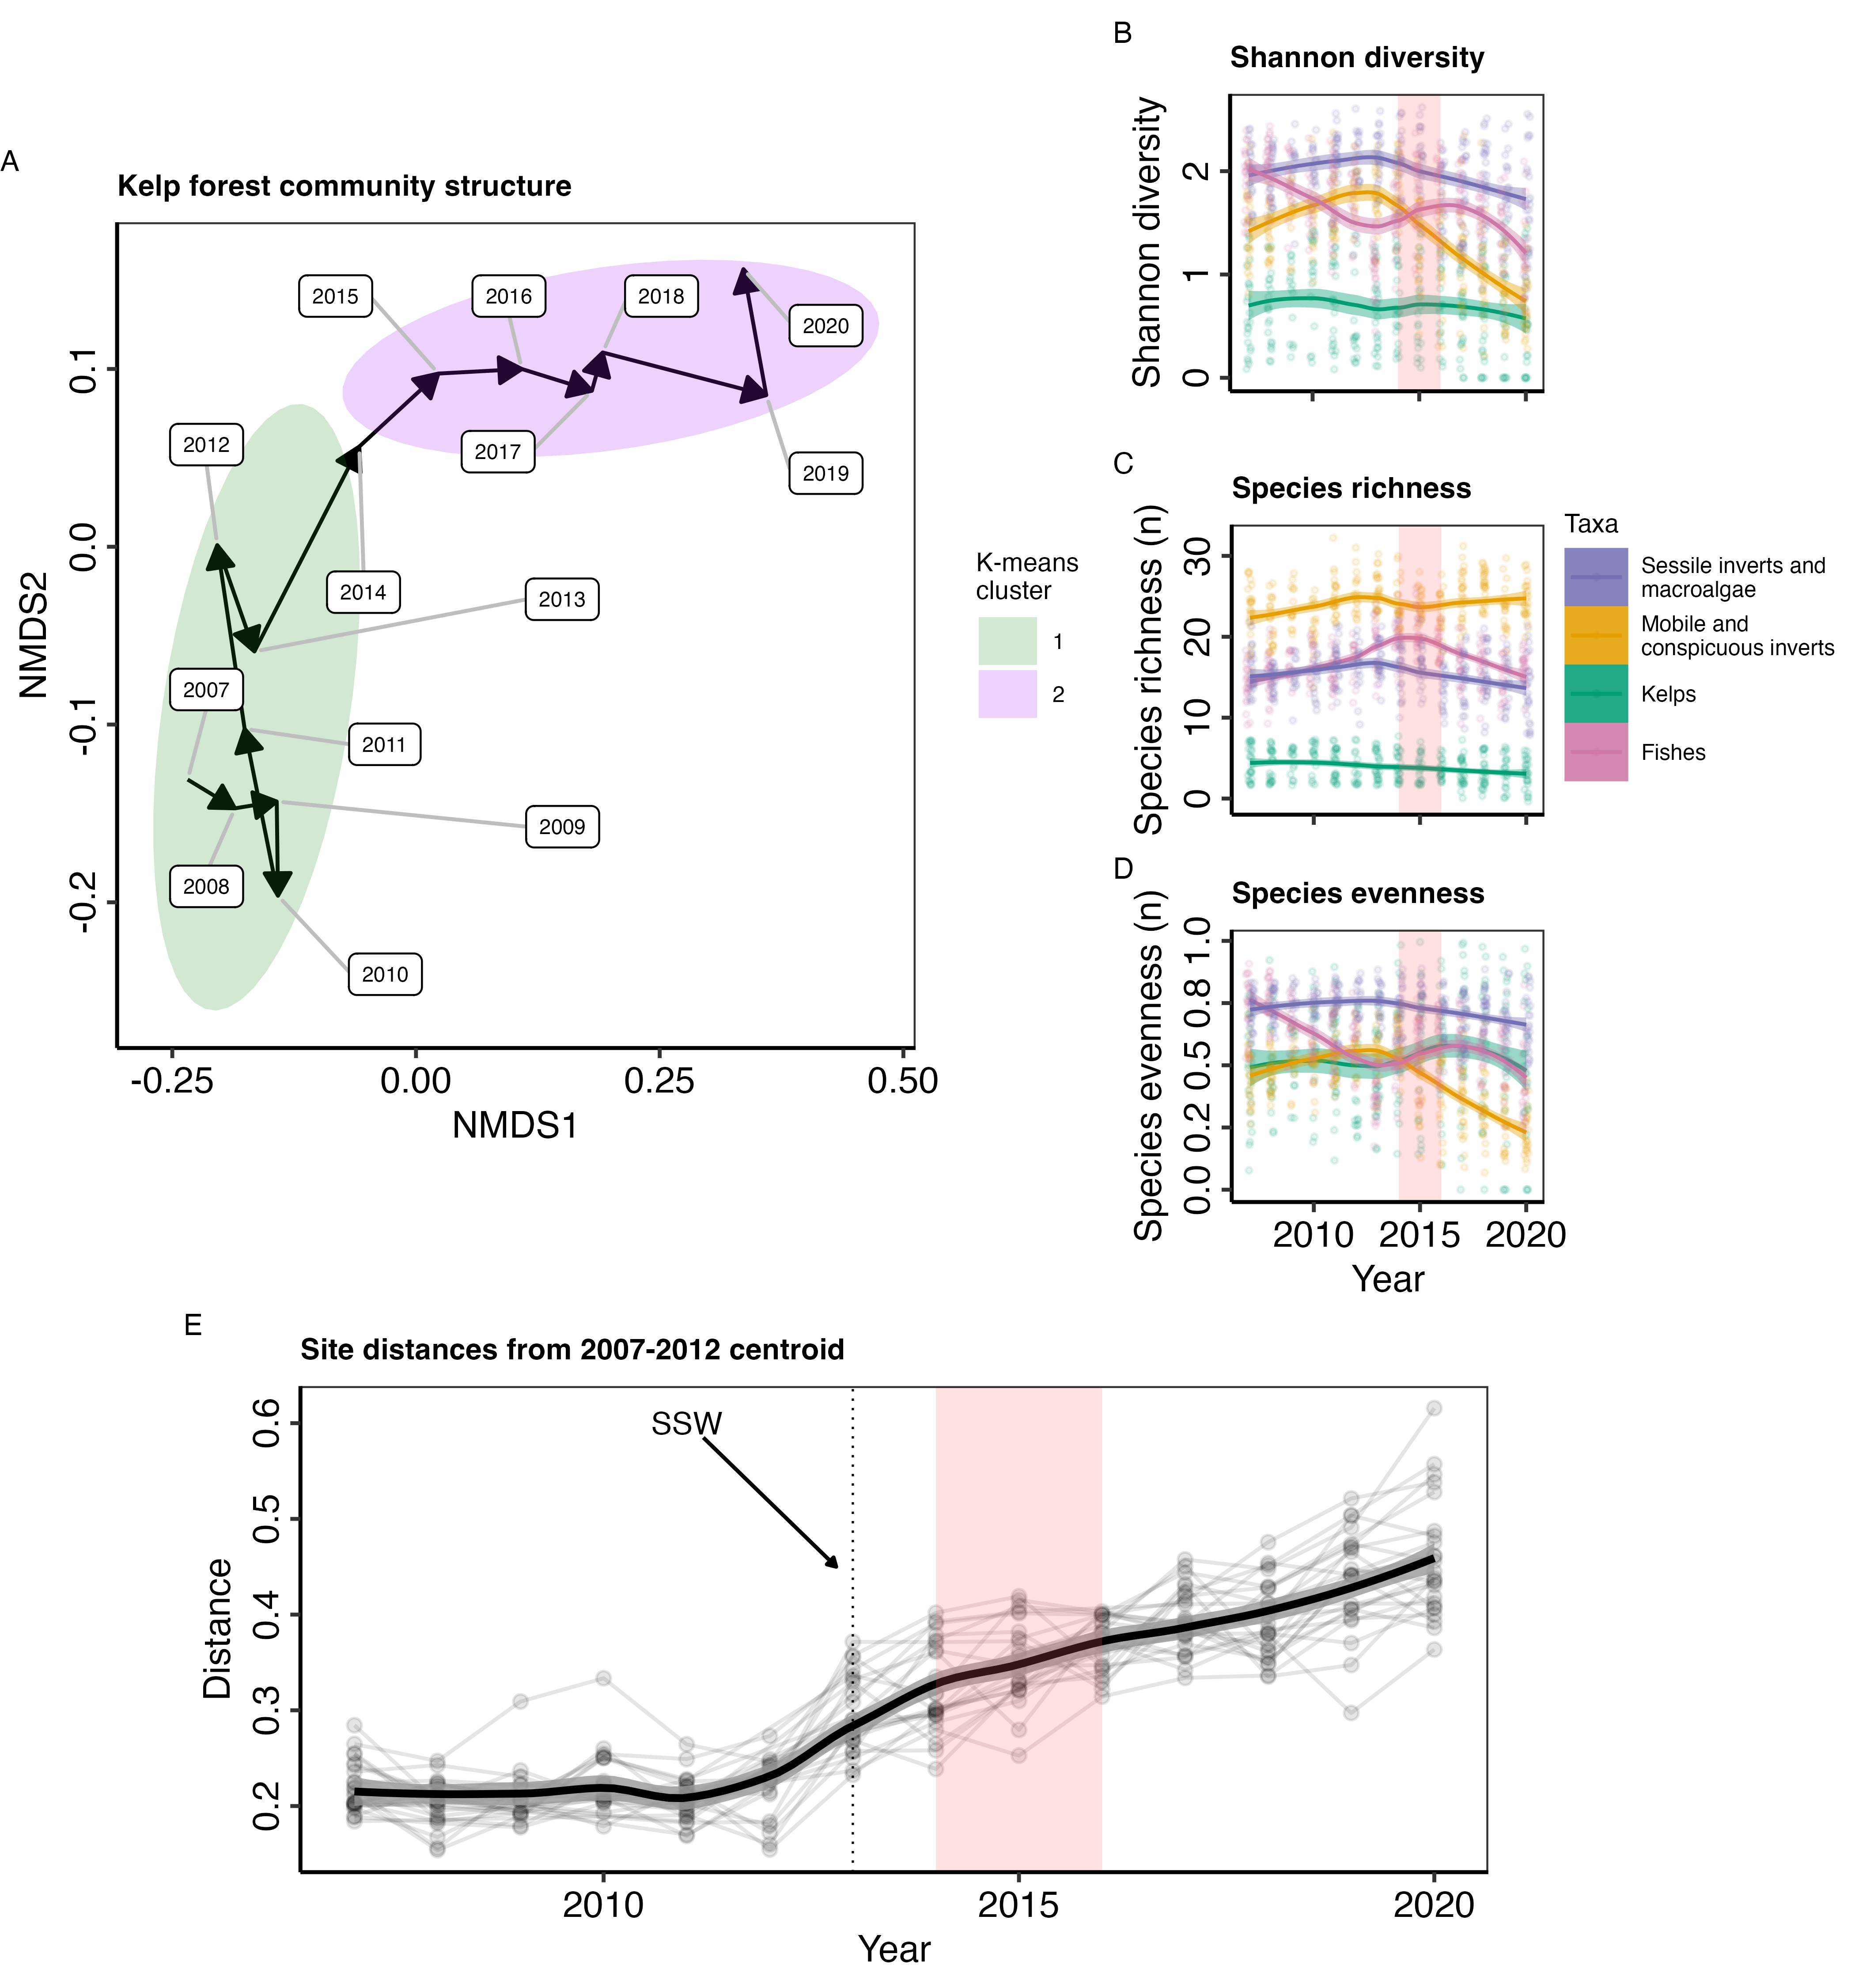 A
Kelp forest community structure
NMDS2
0.1
0.0
-0.1
-0.2
2015
2016
2018
2020
2012
2017
2019
2014
2013
2007
2011
2009
2008
2010
-0.25
0.00
0.25
0.50
NMDS1
K-means
cluster
1
2
B
Shannon diversity
Shannon diversity
2
1
0
C
Species richness
Species richness (n)
30
20
10
0
Taxa
Sessile inverts and
macroalgae
Mobile and
conspicuous inverts
Kelps
Fishes
D
Species evenness
Species evenness (n)
1.0
0.8
0.5
0.2
0.0
2010
2015
2020
Year
E
Site distances from 2007-2012 centroid
Distance
0.6
0.5
0.4
0.3
0.2
SSW
2010
2015
2020
Year